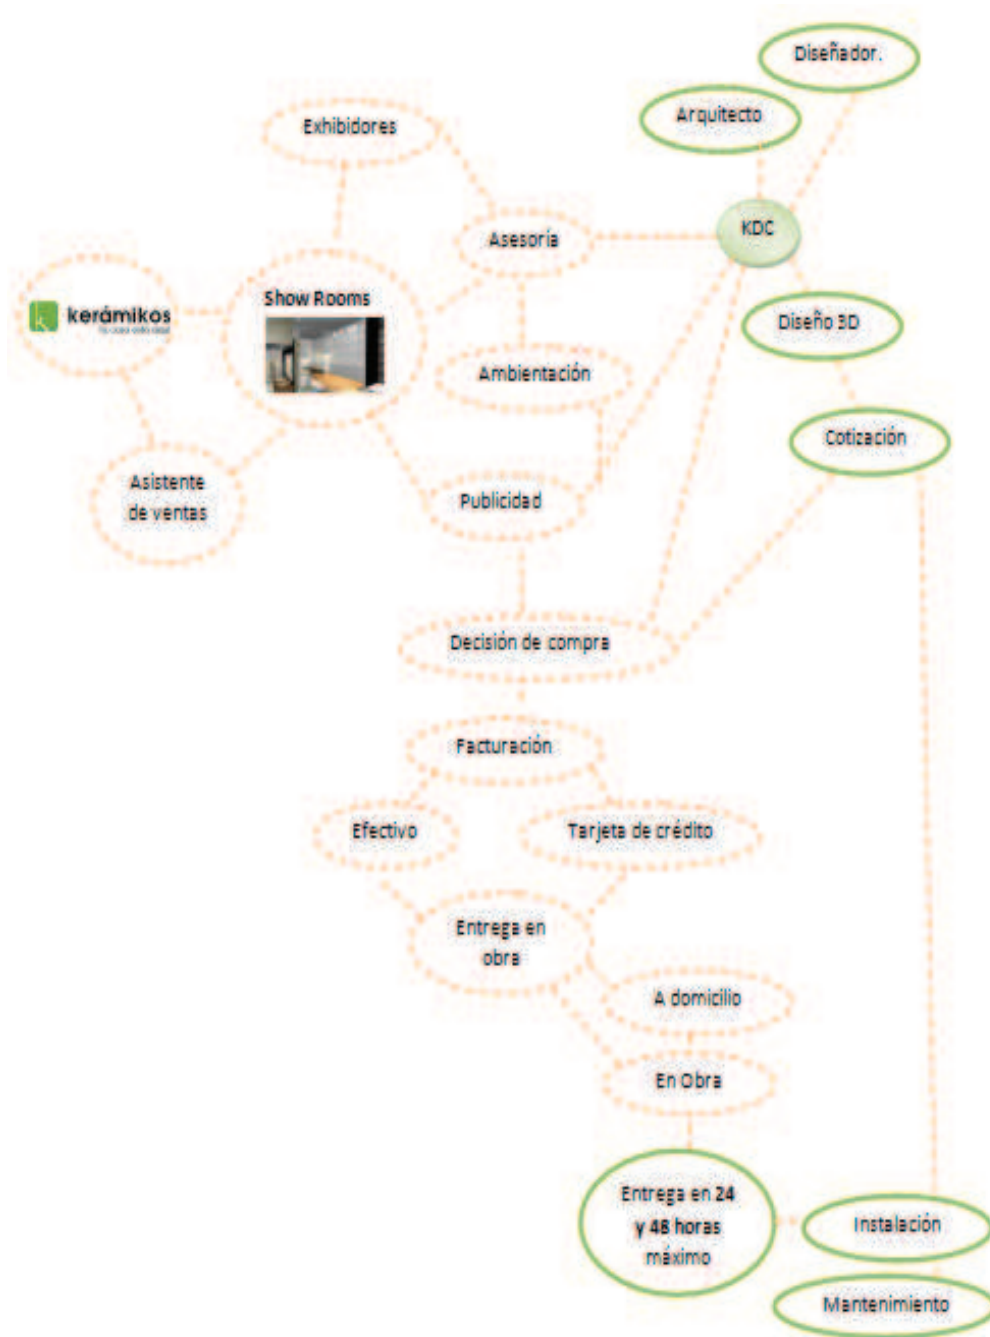 Diseñador.
Arquitecto
Exhibidores
KDC
Asesoría
kerámikos
Show Rooms
Diseño 3D
Ambientación
Cotización
Asistente
de ventas
Publicidad
Decisión de compra
Facturación
Efectivo
Tarjeta de crédito
Entrega en
obra
A domicilio
En Obra
Entrega en 24
y 48 horas
máximo
Instalación
Mantenimiento